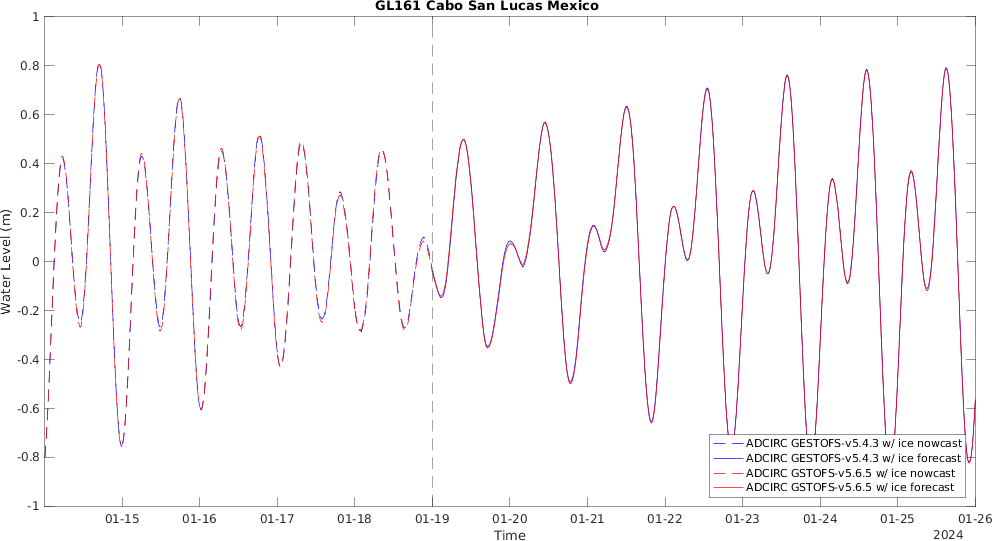 GL161 Cabo San Lucas Mexico
Water Level (m)
1
0.8
0.6
0.4
0.2
0
-0.2
-0.4
-0.6
-0.8
-1
ADCIRC GESTOFS-v5.4.3 w/ ice nowcast
ADCIRC GESTOFS-v5.4.3 w/ ice forecast
ADCIRC GSTOFS-v5.6.5 w/ ice nowcast
ADCIRC GSTOFS-v5.6.5 w/ ice forecast
01-15 01-16 01-17 01-18 01-19 01-20 01-21 01-22 01-23 01-24 01-25 01-26
Time
2024